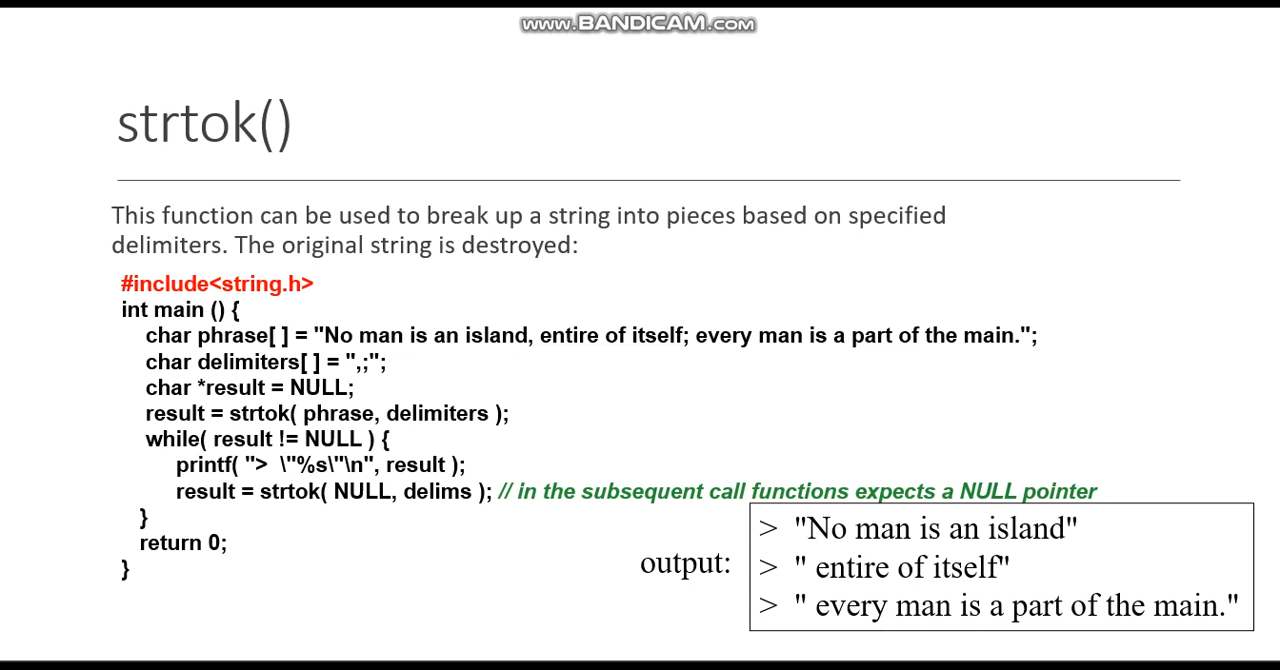 www.BANDICAM.com
strtok()
This function can be used to break up a string into pieces based on specified
delimiters. The original string is destroyed:
#include<string.h>
int main () {
char phrase[ ] = "No man is an island, entire of itself; every man is a part of the main.";
char delimiters[ ] = ",;";
char *result = NULL;
result = strtok( phrase, delimiters );
while( result != NULL ) {
printf( "> \"%s\"\n", result );
result = strtok( NULL, delims ); // in the subsequent call functions expects a NULL pointer
}
return 0;
}
output:
> "No man is an island"
> " entire of itself"
> " every man is a part of the main."